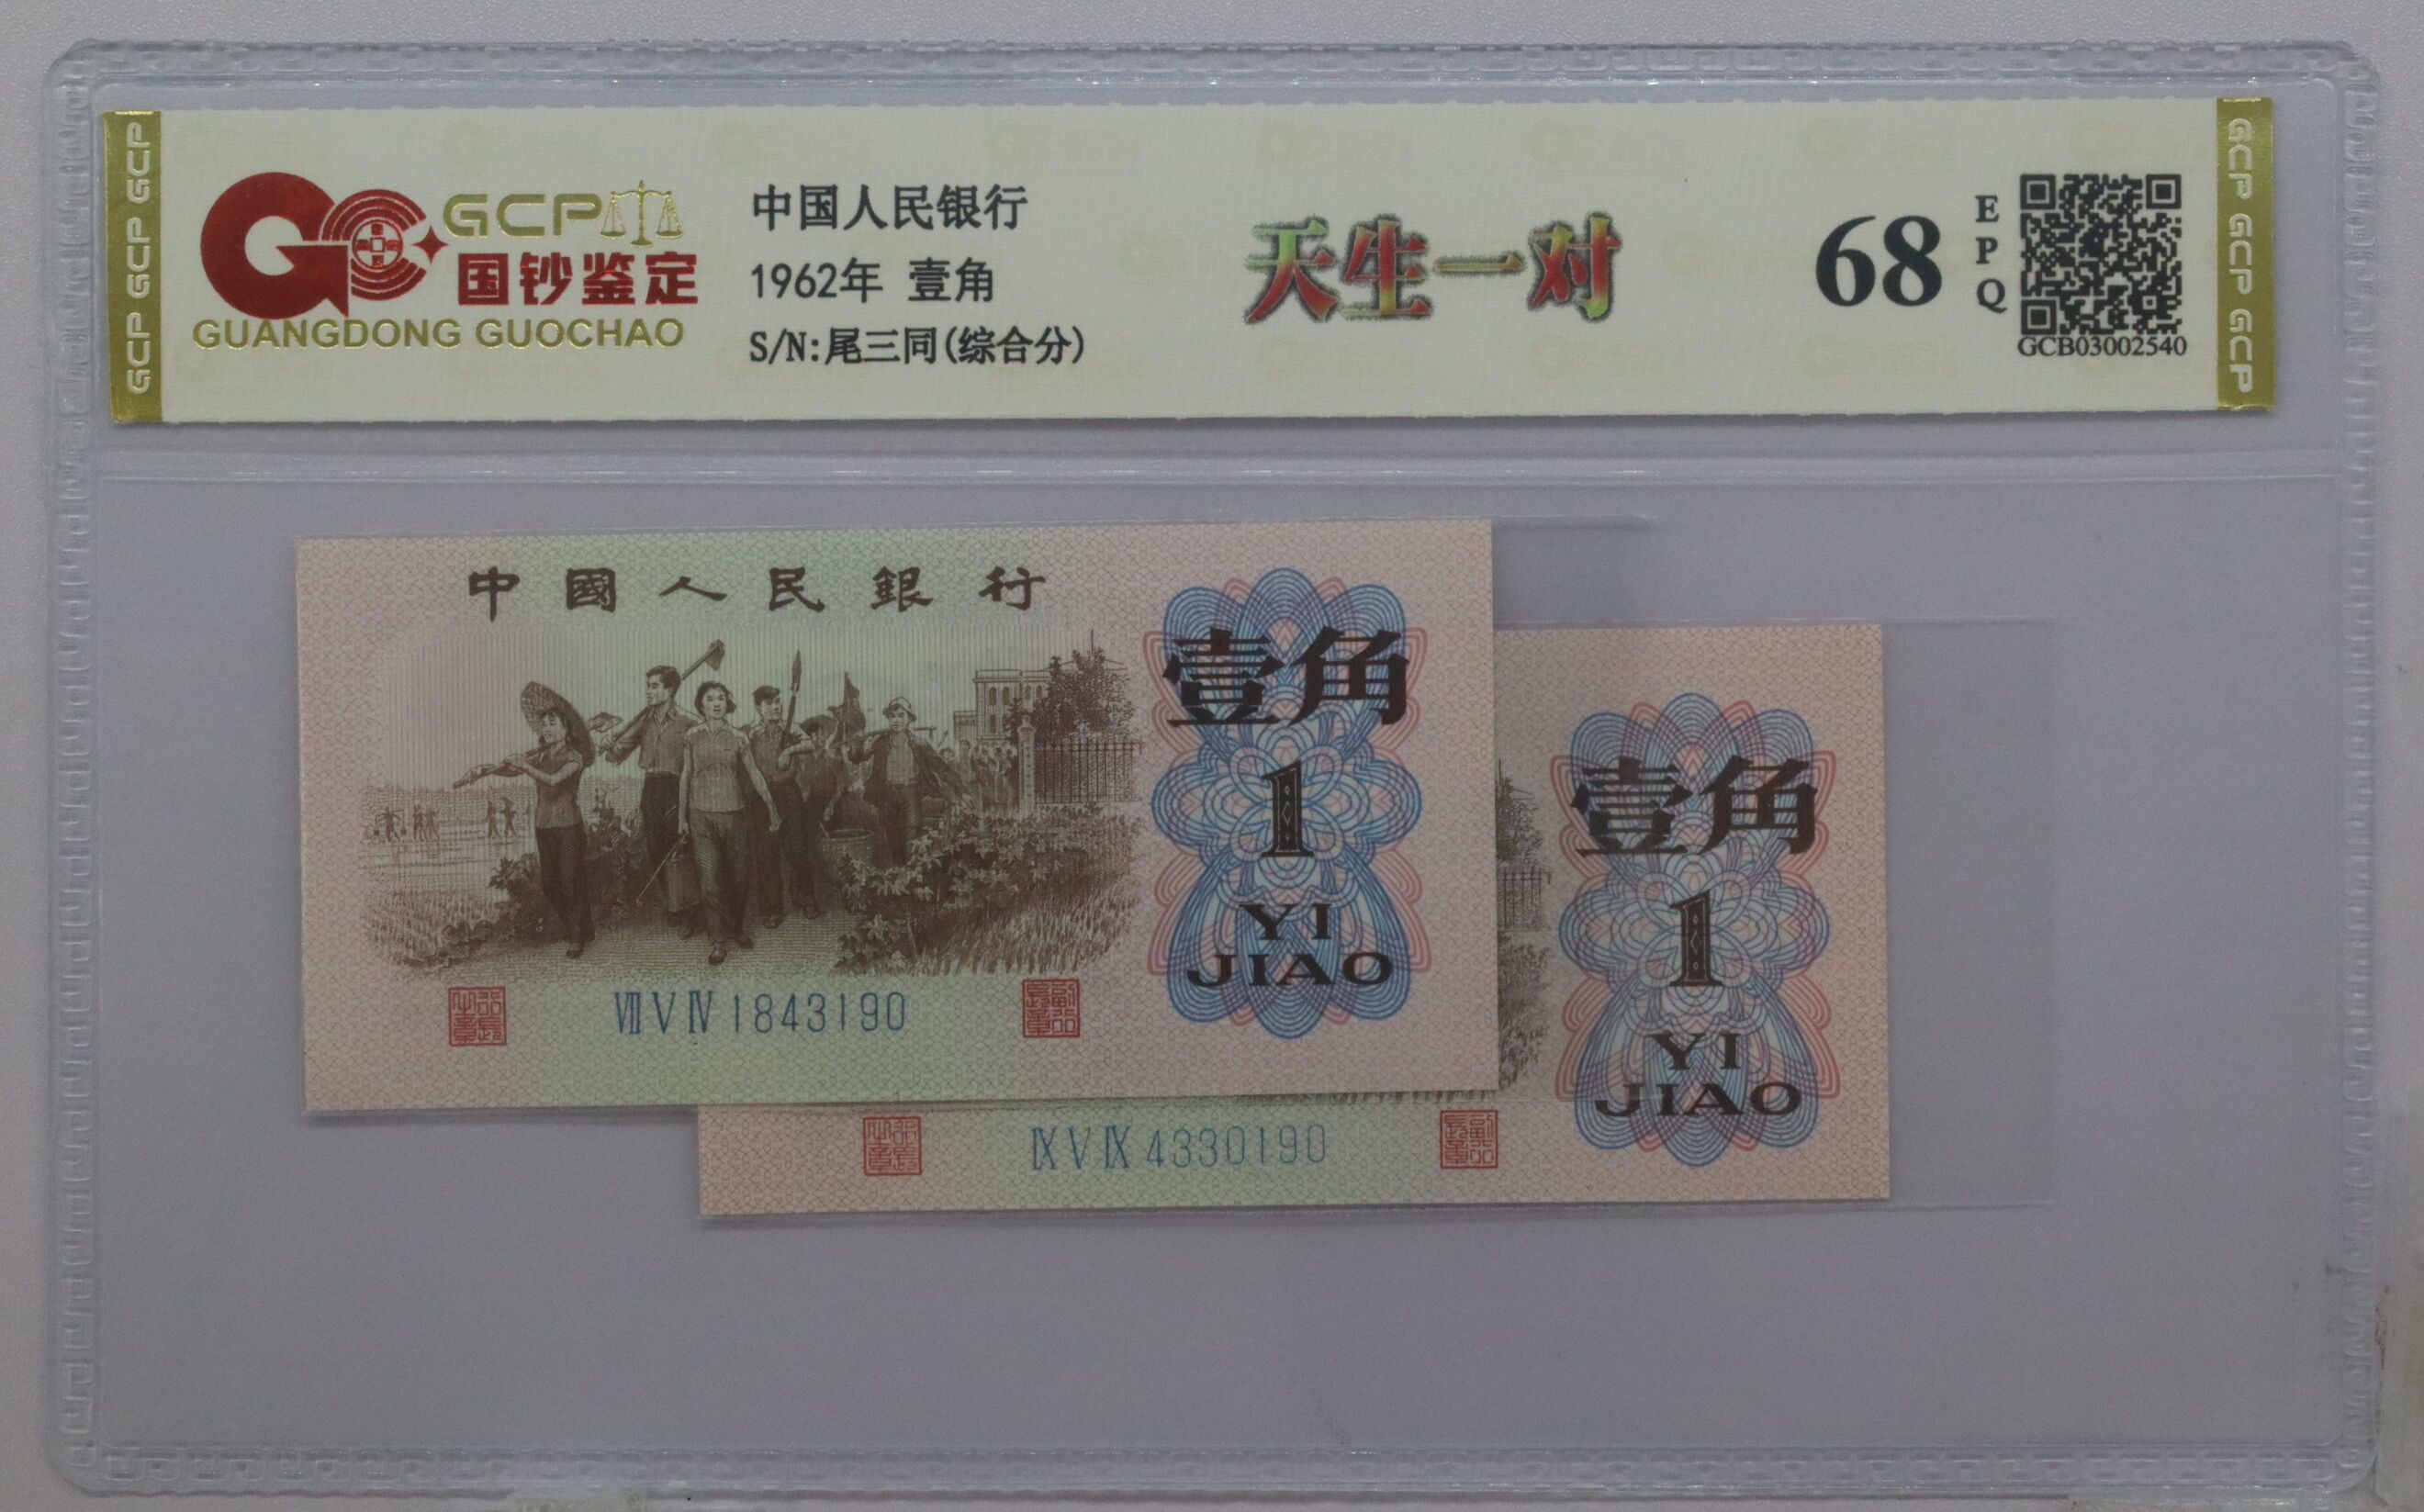 GCP GCP GCP
GCP
国钞鉴定
GUANGDONG GUOCHAO
中国人民银行
1962年 壹角
S/N:尾三同(综合分)
天生一对
68
EPQ
GCB03002540
GCP GCP GCP
中國人民銀行
壹角
1
YI
JIAO
ⅧⅤⅣ 1843190
壹角
1
YI
JIAO
ⅨⅤⅨ 4330190